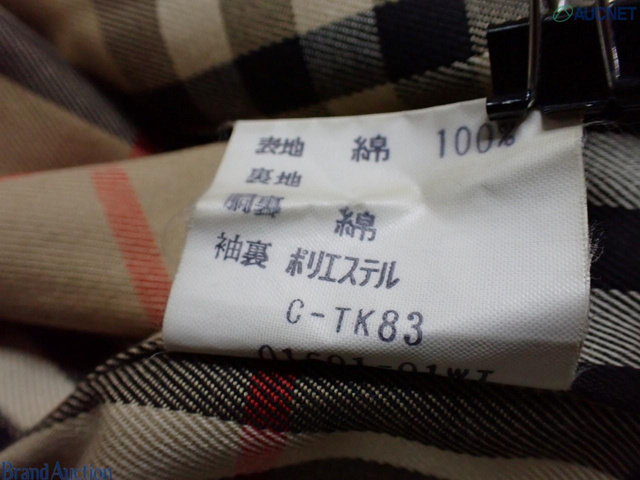 AUCNET
表地 綿 100%
裏地
胴裏 綿
袖裏 ポリエステル
C-TK83
Brand Auction